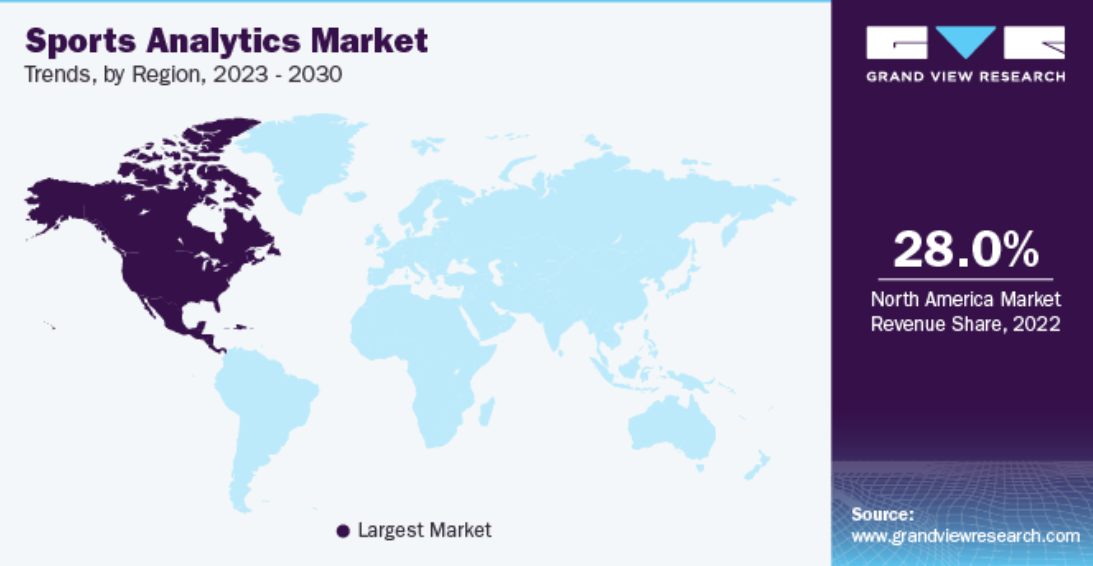 Sports Analytics Market
Trends, by Region, 2023 - 2030
Largest Market
GRAND VIEW RESEARCH
28.0%
North America Market
Revenue Share, 2022
Source:
www.grandviewresearch.com